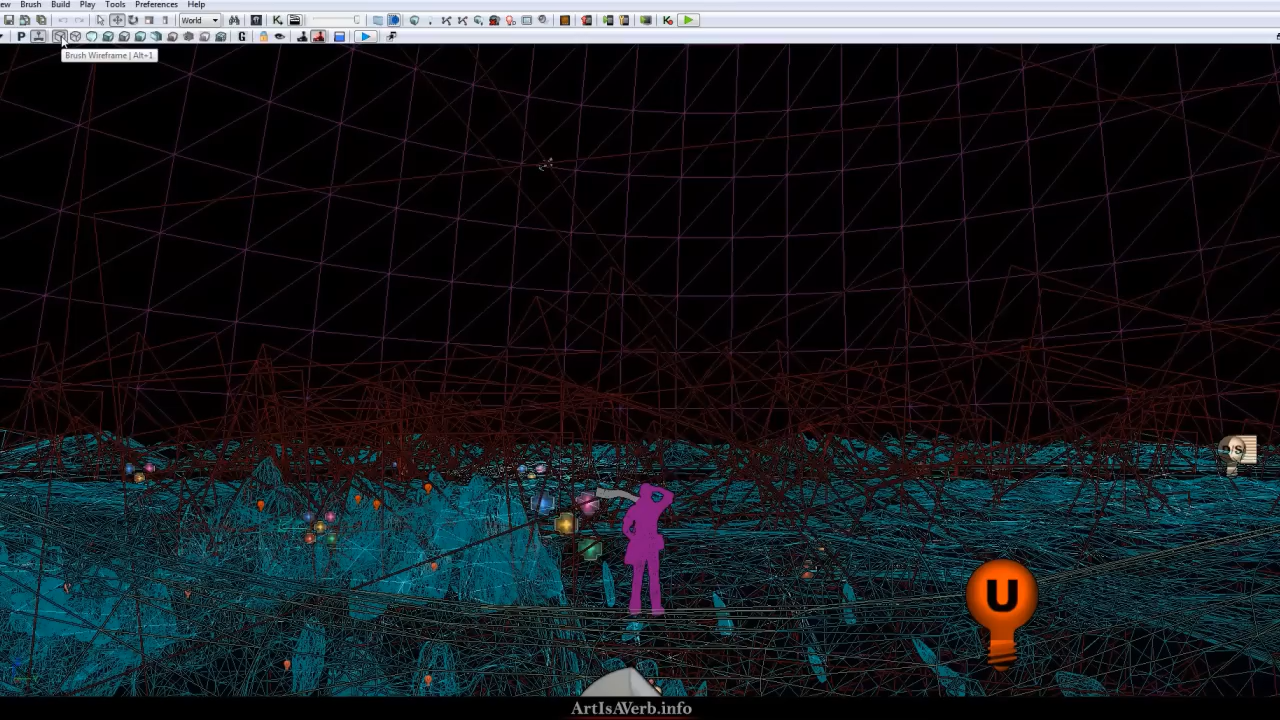 ew Brush Build Play Tools Preferences Help
World
P G
Brush Wireframe | Alt+1
D/S
U
ArtIsAVerb.info